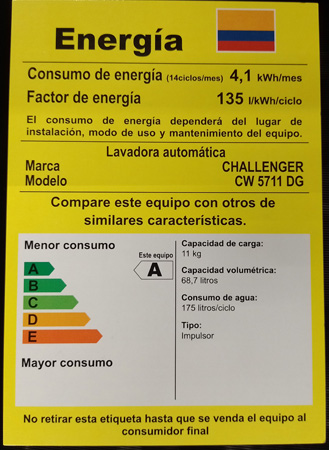 Energía
Consumo de energía (14ciclos/mes) 4,1 kWh/mes
Factor de energía 135 l/kWh/ciclo
El consumo de energía dependerá del lugar de
instalación, modo de uso y mantenimiento del equipo.
Lavadora automática
Marca CHALLENGER
Modelo CW 5711 DG
Compare este equipo con otros de
similares características.
Menor consumo
Este equipo
A
A
B
C
D
E
Mayor consumo
Capacidad de carga:
11 kg
Capacidad volumétrica:
68,7 litros
Consumo de agua:
175 litros/ciclo
Tipo:
Impulsor
No retirar esta etiqueta hasta que se venda el equipo al
consumidor final